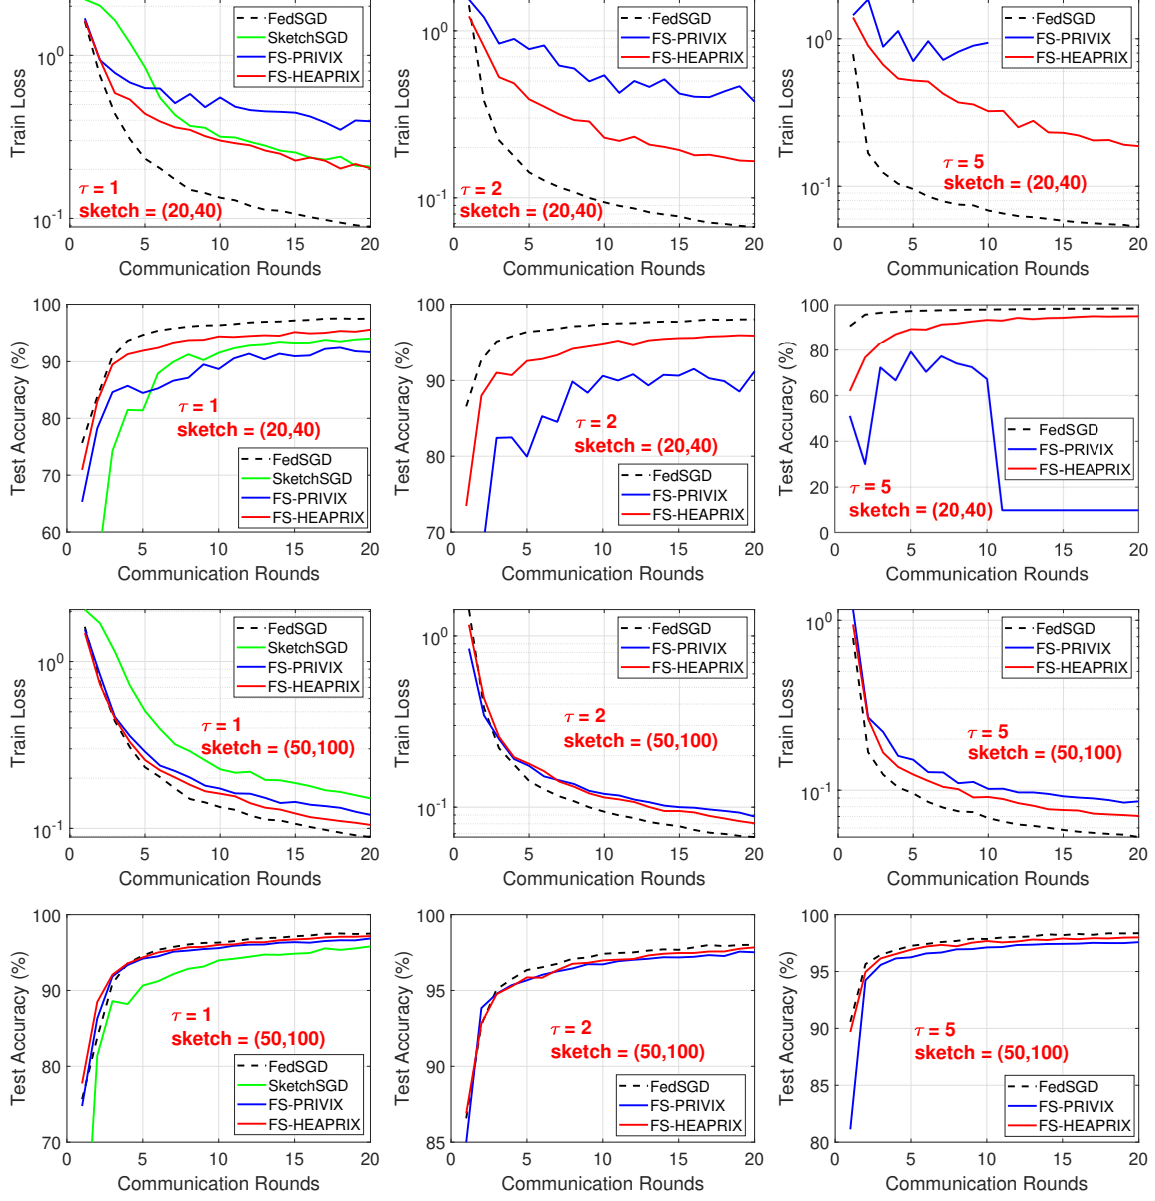 Train Loss
10^0
10^-1
FedSGD
SketchSGD
FS-PRIVIX
FS-HEAPRIX
τ = 1
sketch = (20,40)
0 5 10 15 20
Communication Rounds
Train Loss
10^0
10^-1
FedSGD
FS-PRIVIX
FS-HEAPRIX
τ = 2
sketch = (20,40)
0 5 10 15 20
Communication Rounds
Train Loss
10^0
10^-1
FedSGD
FS-PRIVIX
FS-HEAPRIX
τ = 5
sketch = (20,40)
0 5 10 15 20
Communication Rounds
Test Accuracy (%)
100
90
80
70
60
τ = 1
sketch = (20,40)
FedSGD
SketchSGD
FS-PRIVIX
FS-HEAPRIX
0 5 10 15 20
Communication Rounds
Test Accuracy (%)
100
90
80
70
τ = 2
sketch = (20,40)
FedSGD
FS-PRIVIX
FS-HEAPRIX
0 5 10 15 20
Communication Rounds
Test Accuracy (%)
100
80
60
40
20
0
FedSGD
FS-PRIVIX
FS-HEAPRIX
τ = 5
sketch = (20,40)
0 5 10 15 20
Communication Rounds
Train Loss
10^0
10^-1
FedSGD
SketchSGD
FS-PRIVIX
FS-HEAPRIX
τ = 1
sketch = (50,100)
0 5 10 15 20
Communication Rounds
Train Loss
10^0
10^-1
FedSGD
FS-PRIVIX
FS-HEAPRIX
τ = 2
sketch = (50,100)
0 5 10 15 20
Communication Rounds
Train Loss
10^0
10^-1
FedSGD
FS-PRIVIX
FS-HEAPRIX
τ = 5
sketch = (50,100)
0 5 10 15 20
Communication Rounds
Test Accuracy (%)
100
90
80
70
τ = 1
sketch = (50,100)
FedSGD
SketchSGD
FS-PRIVIX
FS-HEAPRIX
0 5 10 15 20
Communication Rounds
Test Accuracy (%)
100
95
90
85
τ = 2
sketch = (50,100)
FedSGD
FS-PRIVIX
FS-HEAPRIX
0 5 10 15 20
Communication Rounds
Test Accuracy (%)
100
95
90
85
80
τ = 5
sketch = (50,100)
FedSGD
FS-PRIVIX
FS-HEAPRIX
0 5 10 15 20
Communication Rounds